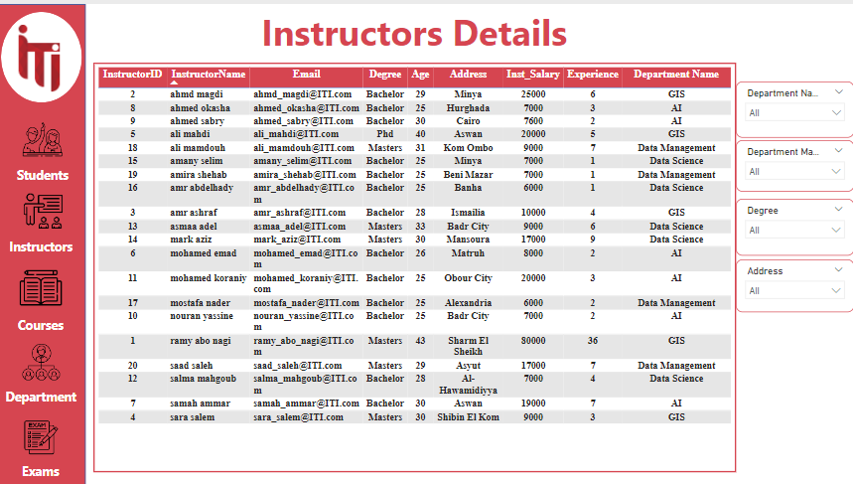 Instructors Details
iTi
Students
Instructors
Courses
Department
EXAM
Exams
InstructorID InstructorName Email Degree Age Address Inst_Salary Experience Department Name
2 ahmd magdi ahmd_magdi@ITI.com Bachelor 29 Minya 25000 6 GIS
8 ahmed okasha ahmed_okasha@ITI.com Bachelor 25 Hurghada 7000 3 AI
9 ahmed sabry ahmed_sabry@ITI.com Bachelor 30 Cairo 7600 2 AI
5 ali mahdi ali_mahdi@ITI.com Phd 40 Aswan 20000 5 GIS
18 ali mamdouh ali_mamdouh@ITI.com Masters 31 Kom Ombo 9000 7 Data Management
15 amany selim amany_selim@ITI.com Bachelor 25 Minya 7000 1 Data Science
19 amira shehab amira_shehab@ITI.com Bachelor 25 Beni Mazar 7000 1 Data Management
16 amr abdelhady amr_abdelhady@ITI.co Bachelor 25 Banha 6000 1 Data Science
m
3 amr ashraf amr_ashraf@ITI.com Bachelor 28 Ismailia 10000 4 GIS
13 asmaa adel asmaa_adel@ITI.com Masters 33 Badr City 9000 6 Data Science
14 mark aziz mark_aziz@ITI.com Masters 30 Mansoura 17000 9 Data Science
6 mohamed emad mohamed_emad@ITI.co Bachelor 26 Matruh 8000 2 AI
m
11 mohamed koraniy mohamed_koraniy@ITI. Bachelor 25 Obour City 20000 3 AI
com
17 mostafa nader mostafa_nader@ITI.com Bachelor 25 Alexandria 6000 2 Data Management
10 nouran yassine nouran_yassine@ITI.co Bachelor 25 Badr City 7000 2 AI
m
1 ramy abo nagi ramy_abo_nagi@ITI.co Masters 43 Sharm El 80000 36 GIS
m Sheikh
20 saad saleh saad_saleh@ITI.com Masters 29 Asyut 17000 7 Data Management
12 salma mahgoub salma_mahgoub@ITI.co Bachelor 28 Al- 7000 4 Data Science
m Hawamidiyya
7 samah ammar samah_ammar@ITI.com Bachelor 30 Aswan 19000 7 AI
4 sara salem sara_salem@ITI.com Masters 30 Shibin El Kom 9000 3 GIS
Department Na...
All
Department Ma...
All
Degree
All
Address
All